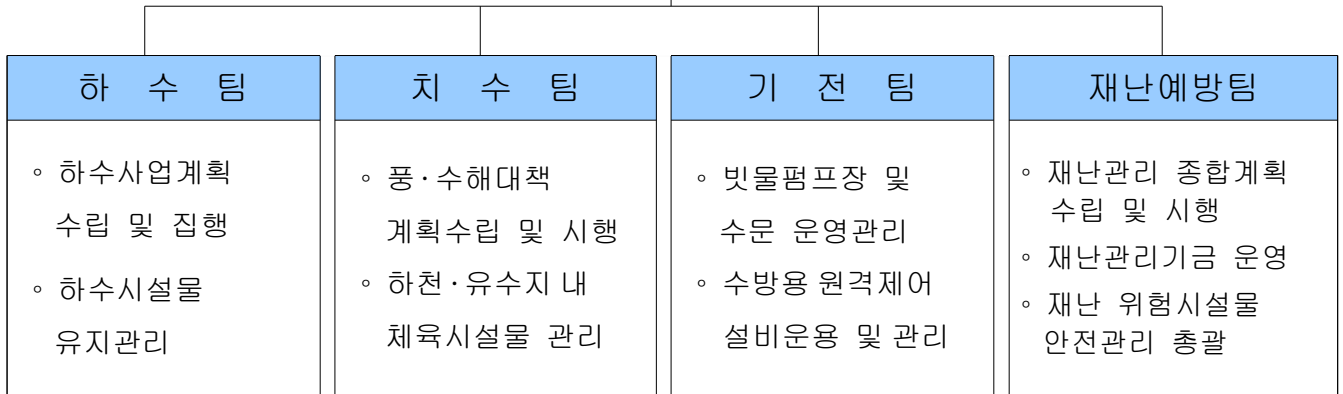 하 수 팀
◦ 하수사업계획
수립 및 집행
◦ 하수시설물
유지관리
치 수 팀
◦ 풍·수해대책
계획수립 및 시행
◦ 하천·유수지 내
체육시설물 관리
기 전 팀
◦ 빗물펌프장 및
수문 운영관리
◦ 수방용 원격제어
설비운용 및 관리
재난예방팀
◦ 재난관리 종합계획
수립 및 시행
◦ 재난관리기금 운영
◦ 재난 위험시설물
안전관리 총괄